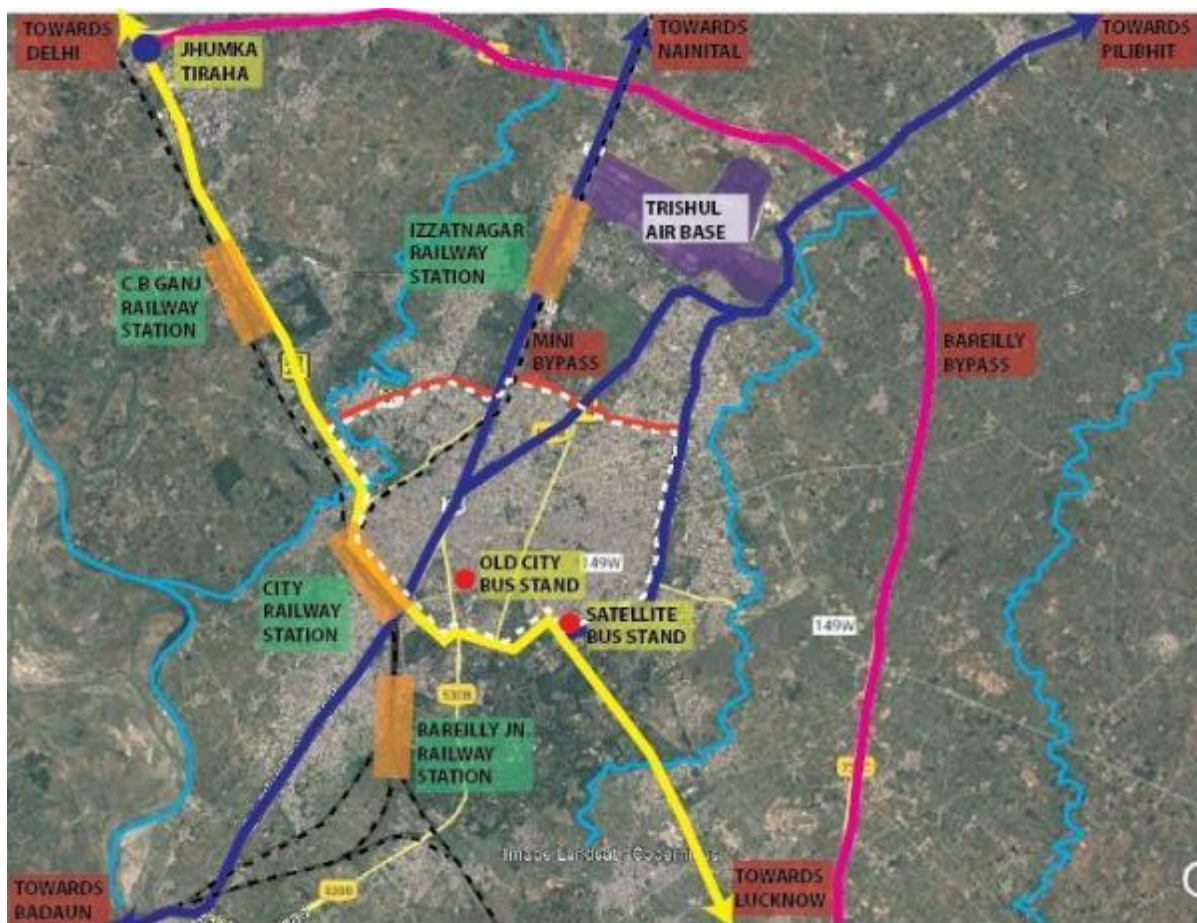 TOWARDS
DELHI
JHUMKA
TIRAHA
TOWARDS
NAINITAL
TOWARDS
PILIBHIT
TRISHUL
AIR BASE
IZZATNAGAR
RAILWAY
STATION
C.B GANJ
RAILWAY
STATION
MINI
BYPASS
BAREILLY
BYPASS
OLD CITY
BUS STAND
149W
CITY
RAILWAY
STATION
SATELLITE
BUS STAND
149W
530B
BAREILLY JN.
RAILWAY
STATION
Image Landsat / Copernicus
530B
TOWARDS
BADAUN
TOWARDS
LUCKNOW